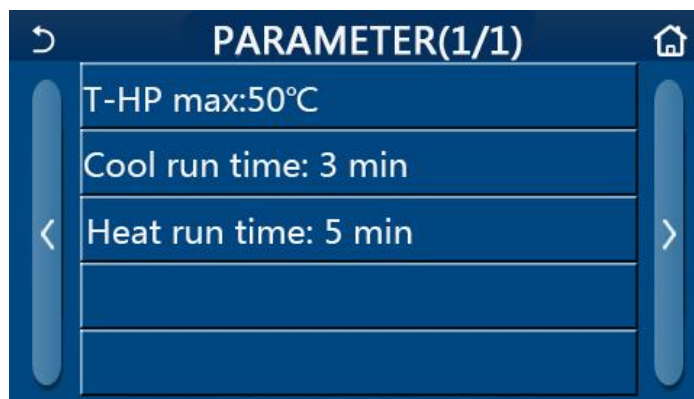 PARAMETER(1/1)
T-HP max:50℃
Cool run time: 3 min
Heat run time: 5 min